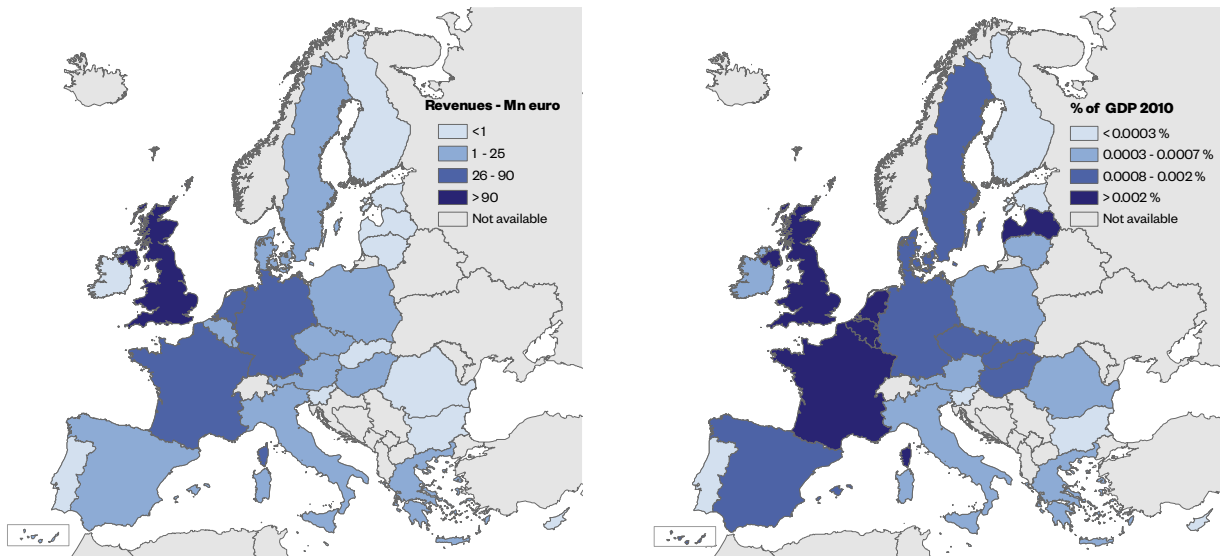 Revenues - Mn euro
<1
1 - 25
26 - 90
> 90
Not available
% of GDP 2010
< 0.0003 %
0.0003 - 0.0007 %
0.0008 - 0.002 %
> 0.002 %
Not available